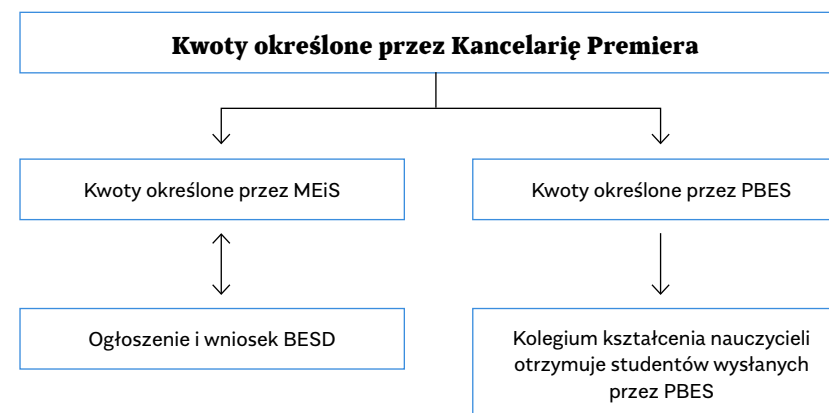 Kwoty określone przez Kancelarię Premiera
Kwoty określone przez MEiS
Kwoty określone przez PBES
Ogłoszenie i wniosek BESD
Kolegium kształcenia nauczycieli
otrzymuje studentów wysłanych
przez PBES